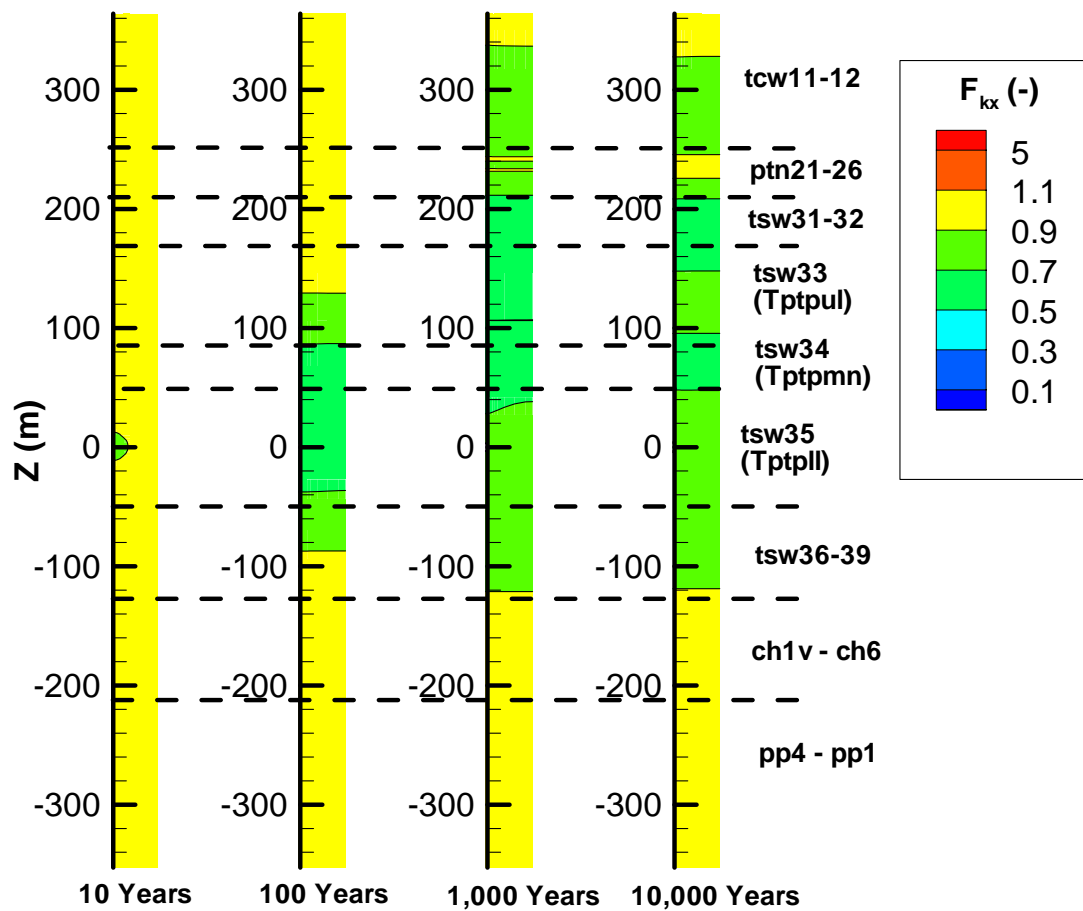 Z (m)
300
200
100
0
-100
-200
-300
10 Years
300
200
100
0
-100
-200
-300
100 Years
300
200
100
0
-100
-200
-300
1,000 Years
300
200
100
0
-100
-200
-300
10,000 Years
tcw11-12
ptn21-26
tsw31-32
tsw33
(Tptpul)
tsw34
(Tptpmn)
tsw35
(Tptpll)
tsw36-39
ch1v - ch6
pp4 - pp1
Fkx (-)
5
1.1
0.9
0.7
0.5
0.3
0.1